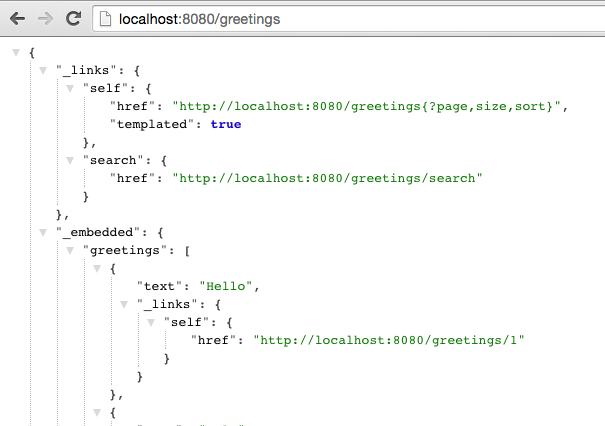 localhost:8080/greetings
{
"_links": {
"self": {
"href": "http://localhost:8080/greetings{?page,size,sort}",
"templated": true
},
"search": {
"href": "http://localhost:8080/greetings/search"
}
},
"_embedded": {
"greetings": [
{
"text": "Hello",
"_links": {
"self": {
"href": "http://localhost:8080/greetings/1"
}
}
},
{